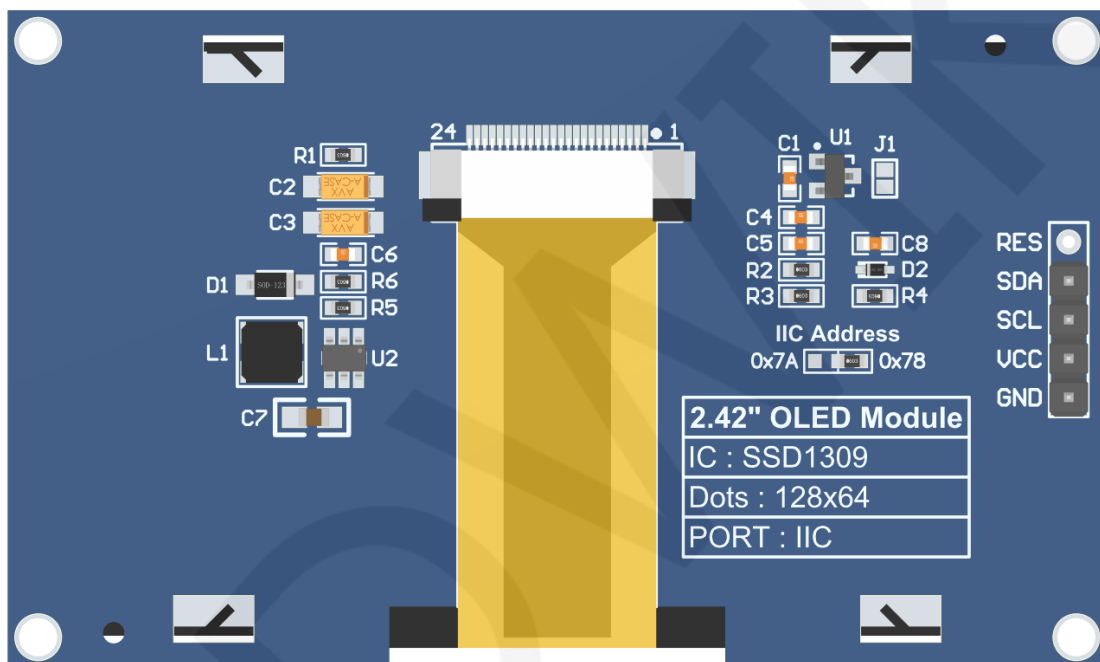 24
1
R1
C2
AVX
A-CASE
C3
AVX
A-CASE
C6
R6
R5
D1
SOD-123
L1
U2
C7
C1
U1
J1
C4
C5
C8
R2
D2
R3
R4
IIC Address
0x7A
0x78
RES
SDA
SCL
VCC
GND
2.42" OLED Module
IC : SSD1309
Dots : 128x64
PORT : IIC